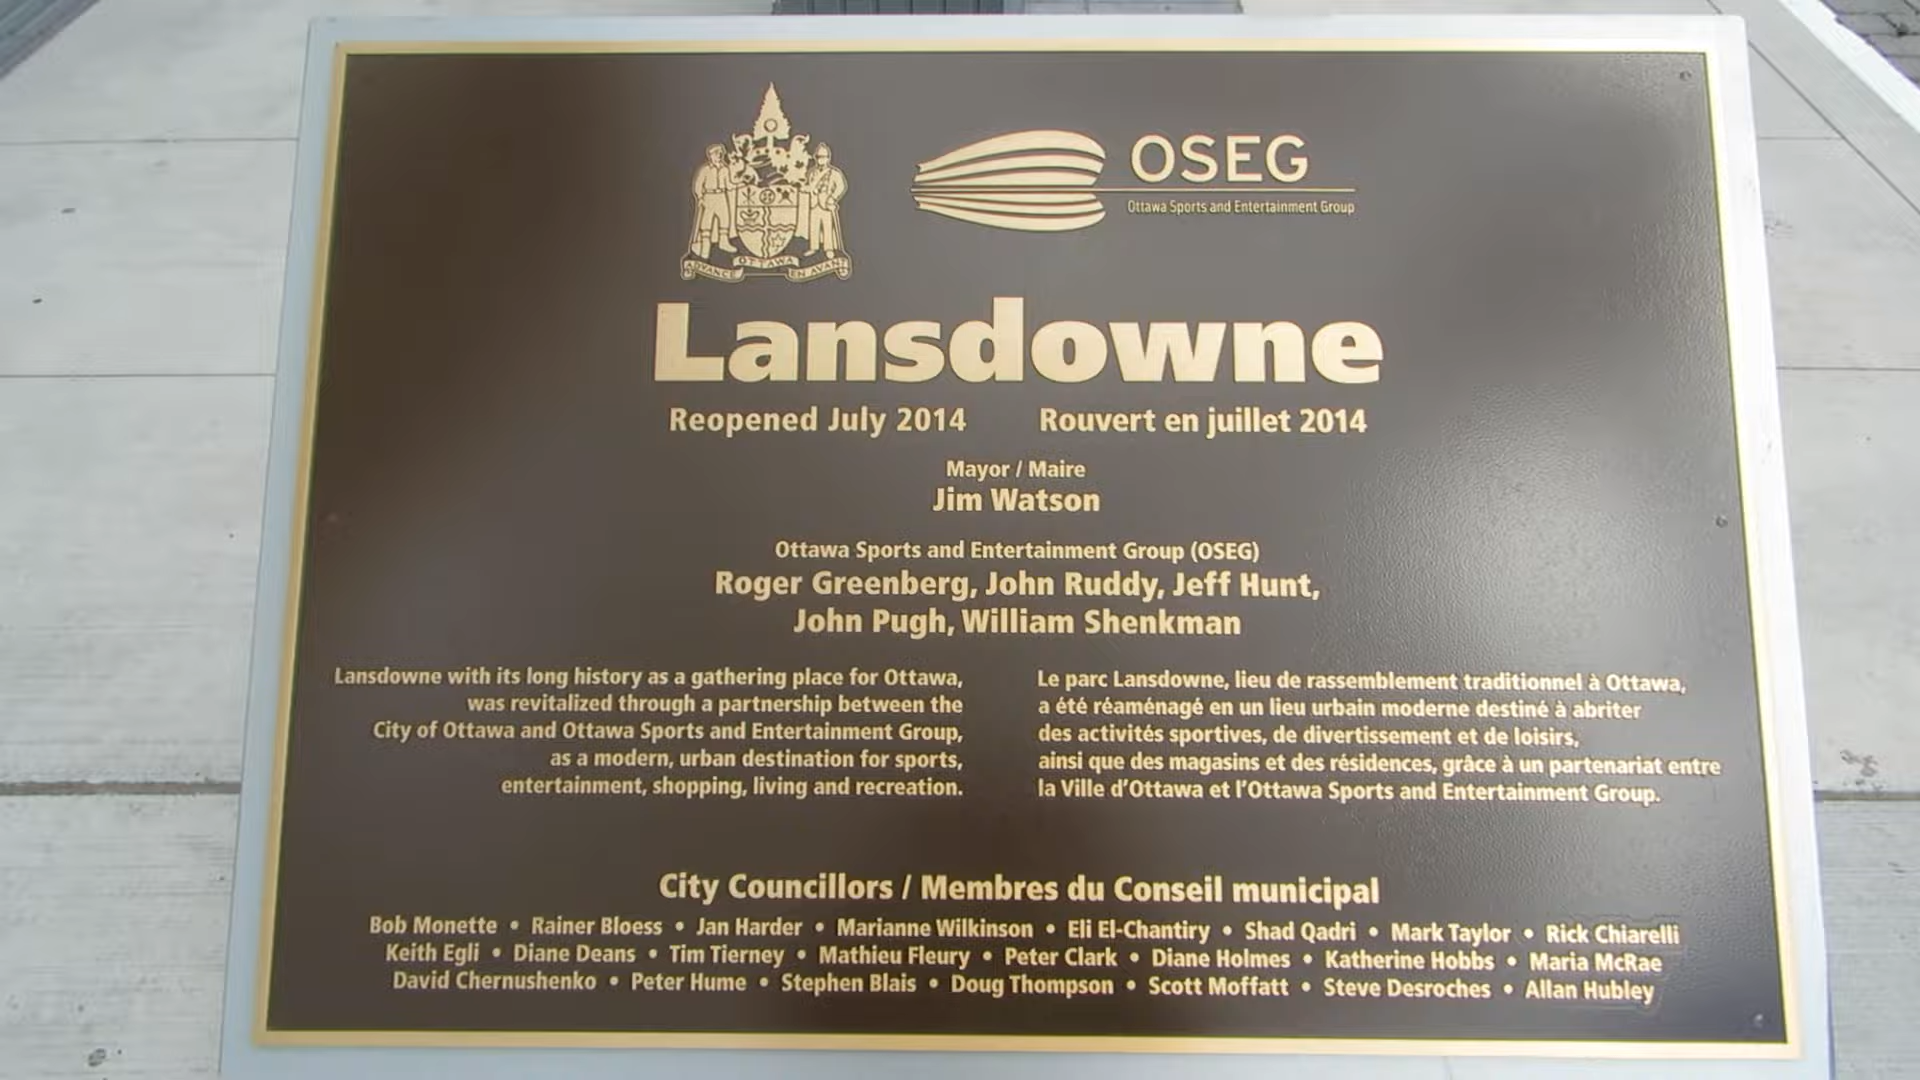 ADVANCE OTTAWA EN AVANT
OSEG
Ottawa Sports and Entertainment Group
Lansdowne
Reopened July 2014
Rouvert en juillet 2014
Mayor / Maire
Jim Watson
Ottawa Sports and Entertainment Group (OSEG)
Roger Greenberg, John Ruddy, Jeff Hunt,
John Pugh, William Shenkman
Lansdowne with its long history as a gathering place for Ottawa,
was revitalized through a partnership between the
City of Ottawa and Ottawa Sports and Entertainment Group,
as a modern, urban destination for sports,
entertainment, shopping, living and recreation.
Le parc Lansdowne, lieu de rassemblement traditionnel à Ottawa,
a été réaménagé en un lieu urbain moderne destiné à abriter
des activités sportives, de divertissement et de loisirs,
ainsi que des magasins et des résidences, grâce à un partenariat entre
la Ville d'Ottawa et l'Ottawa Sports and Entertainment Group.
City Councillors / Membres du Conseil municipal
Bob Monette • Rainer Bloess • Jan Harder • Marianne Wilkinson • Eli El-Chantiry • Shad Qadri • Mark Taylor • Rick Chiarelli
Keith Egli • Diane Deans • Tim Tierney • Mathieu Fleury • Peter Clark • Diane Holmes • Katherine Hobbs • Maria McRae
David Chernushenko • Peter Hume • Stephen Blais • Doug Thompson • Scott Moffatt • Steve Desroches • Allan Hubley